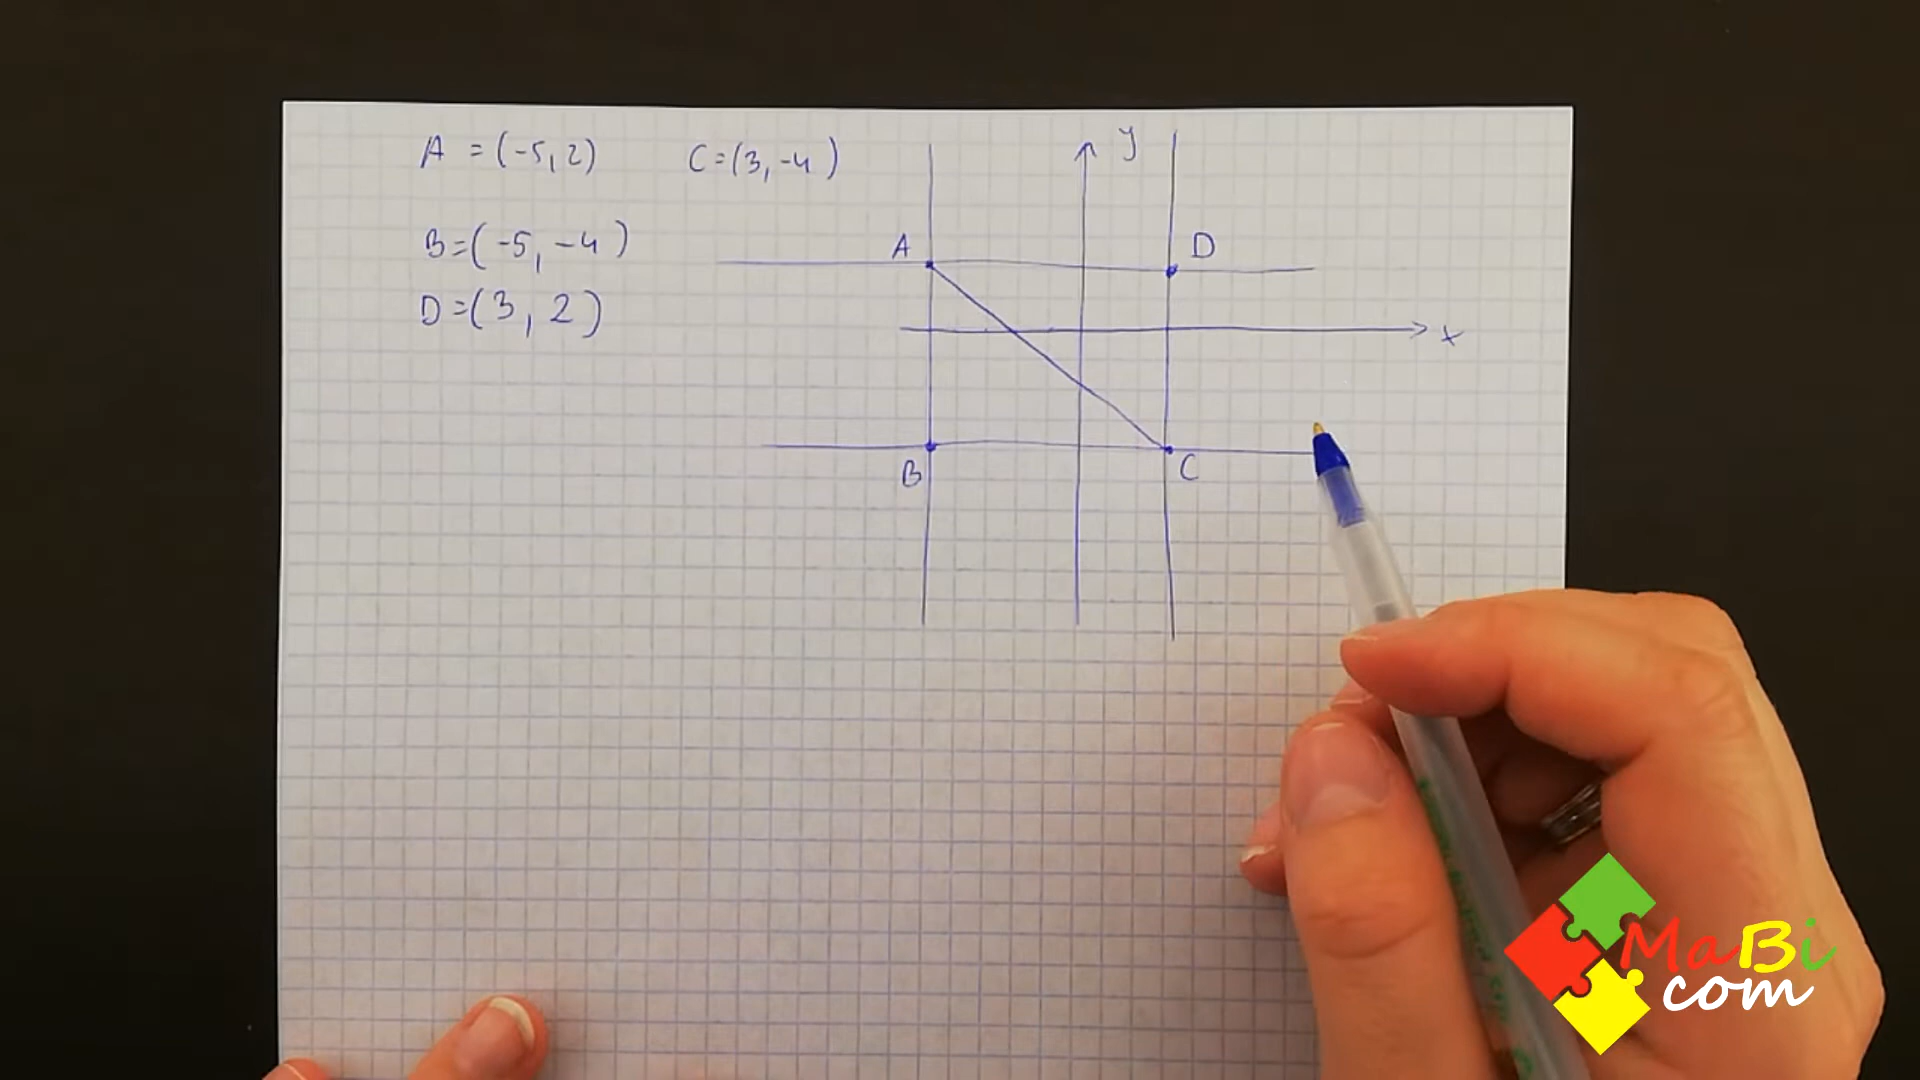 A = (-5, 2)
C = (3, -4)
B = (-5, -4)
D = (3, 2)
y
A
D
x
B
C
MaBi
com